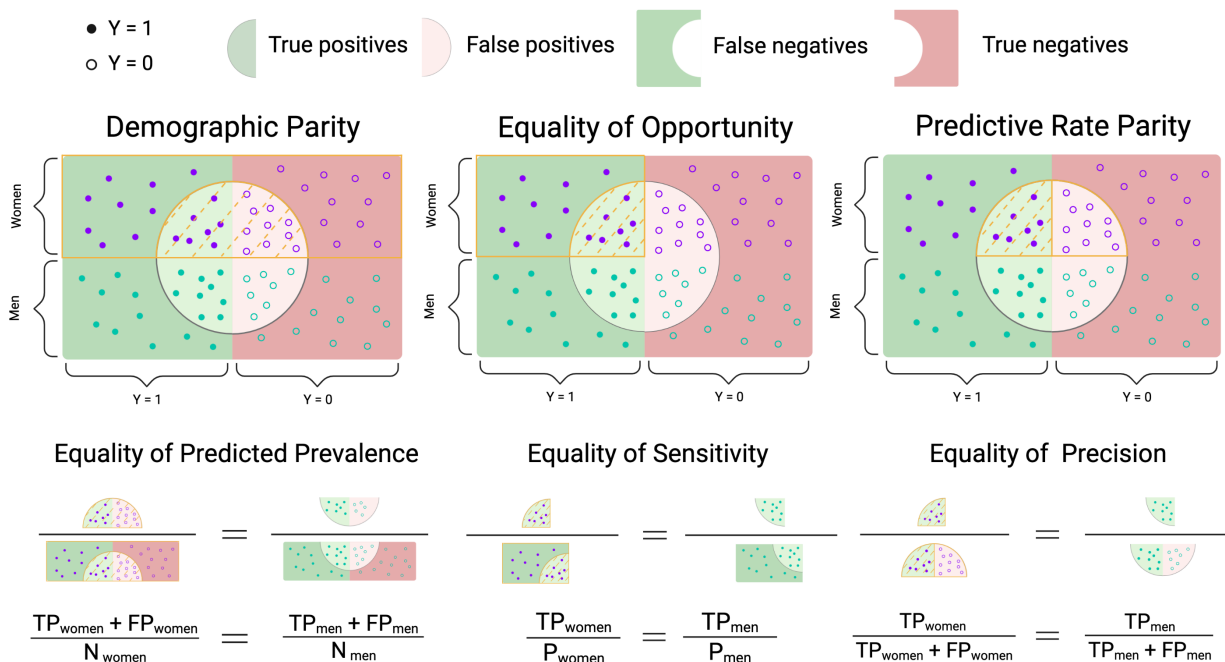 Y = 1
True positives
False positives
False negatives
True negatives
Y = 0
Demographic Parity
Equality of Opportunity
Predictive Rate Parity
Women
Men
Y = 1
Y = 0
Women
Men
Y = 1
Y = 0
Women
Men
Y = 1
Y = 0
Equality of Predicted Prevalence
Equality of Sensitivity
Equality of Precision
=
=
=
TPwomen + FPwomen
Nwomen
=
TPmen + FPmen
Nmen
TPwomen
Pwomen
=
TPmen
Pmen
TPwomen
TPwomen + FPwomen
=
TPmen
TPmen + FPmen